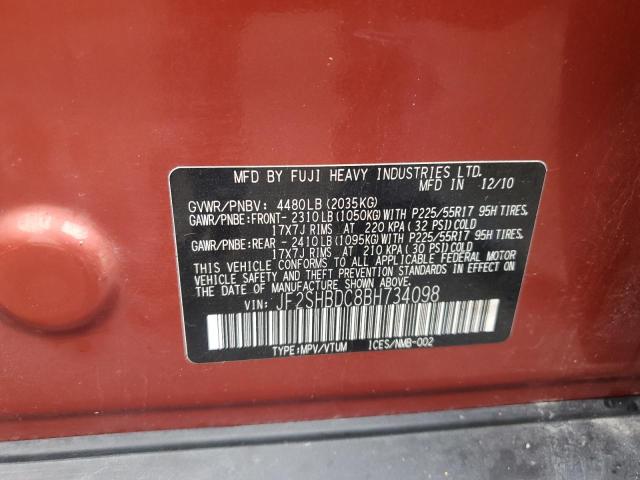 MFD BY FUJI HEAVY INDUSTRIES LTD.
MFD IN 12/10
GVWR/PNBV: 4480LB(2035KG)
GAWR/PNBE:FRONT- 2310LB(1050KG)WITH P225/55R17 95H TIRES,
17X7J RIMS AT 220 KPA(32 PSI)COLD
GAWR/PNBE:REAR - 2410LB(1095KG)WITH P225/55R17 95H TIRES,
17X7J RIMS AT 210 KPA(30 PSI)COLD
THIS VEHICLE CONFORMS TO ALL APPLICABLE FEDERAL MOTOR
VEHICLE SAFETY STANDARDS IN EFFECT ON
THE DATE OF MANUFACTURE SHOWN ABOVE.
VIN: JF2SHBDC8BH734098
TYPE:MPV/VTUM ICES/NMB-002